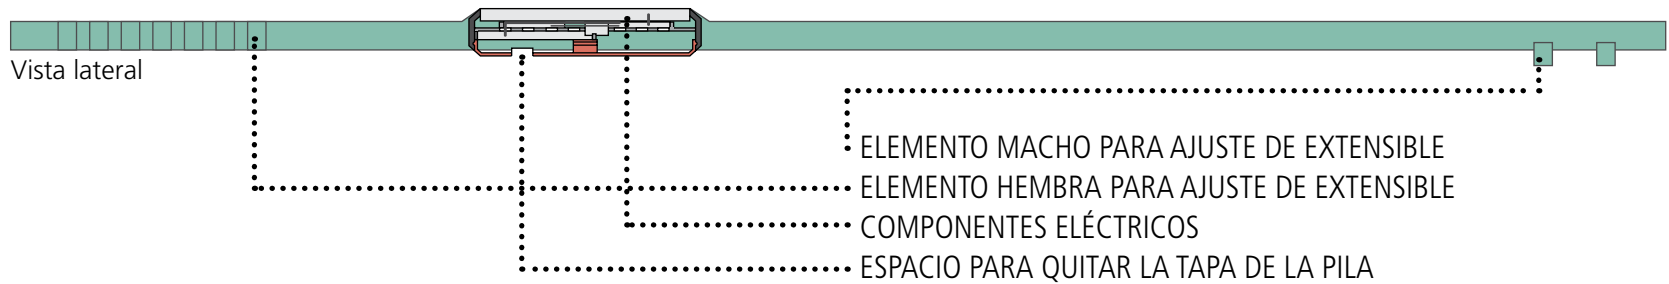 Vista lateral
ELEMENTO MACHO PARA AJUSTE DE EXTENSIBLE
ELEMENTO HEMBRA PARA AJUSTE DE EXTENSIBLE
COMPONENTES ELÉCTRICOS
ESPACIO PARA QUITAR LA TAPA DE LA PILA